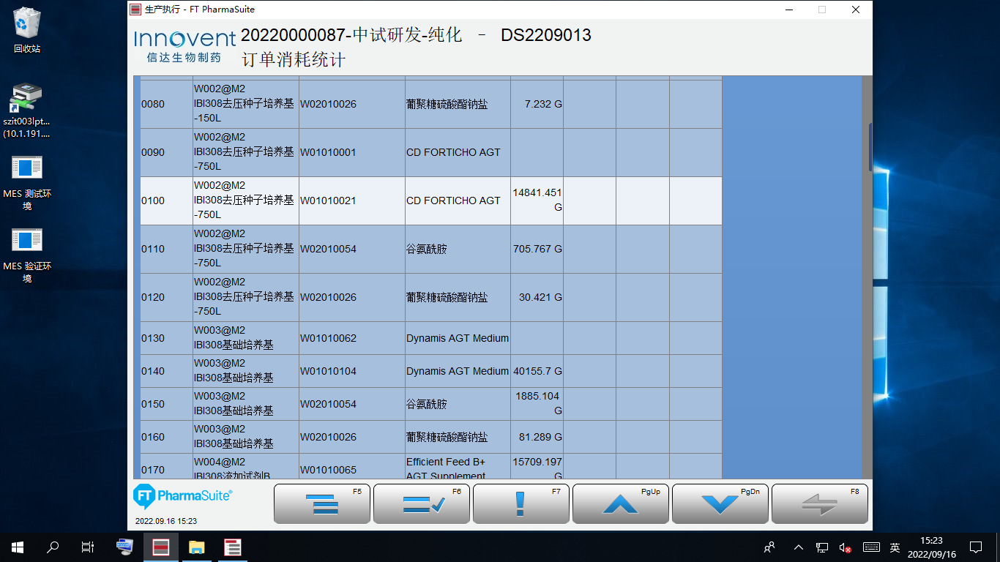 回收站
szit003lpt...
(10.1.191....
MES 测试环
境
MES 验证环
境
生产执行 - FT PharmaSuite
Innovent
信达生物制药
20220000087-中试研发-纯化 - DS2209013
订单消耗统计
0080
W002@M2
IBI308去压种子培养基
-150L
W02010026
葡聚糖硫酸酯钠盐
7.232 G
0090
W002@M2
IBI308去压种子培养基
-750L
W01010001
CD FORTICHO AGT
0100
W002@M2
IBI308去压种子培养基
-750L
W01010021
CD FORTICHO AGT
14841.451
G
0110
W002@M2
IBI308去压种子培养基
-750L
W02010054
谷氨酰胺
705.767 G
0120
W002@M2
IBI308去压种子培养基
-750L
W02010026
葡聚糖硫酸酯钠盐
30.421 G
0130
W003@M2
IBI308基础培养基
W01010062
Dynamis AGT Medium
0140
W003@M2
IBI308基础培养基
W01010104
Dynamis AGT Medium
40155.7 G
0150
W003@M2
IBI308基础培养基
W02010054
谷氨酰胺
1885.104
G
0160
W003@M2
IBI308基础培养基
W02010026
葡聚糖硫酸酯钠盐
81.289 G
0170
W004@M2
IBI308流加试剂B
W01010065
Efficient Feed B+
AGT Supplement
15709.197
G
FT PharmaSuite®
2022.09.16 15:23
F5
F6
F7
PgUp
PgDn
F8
英
15:23
2022/09/16